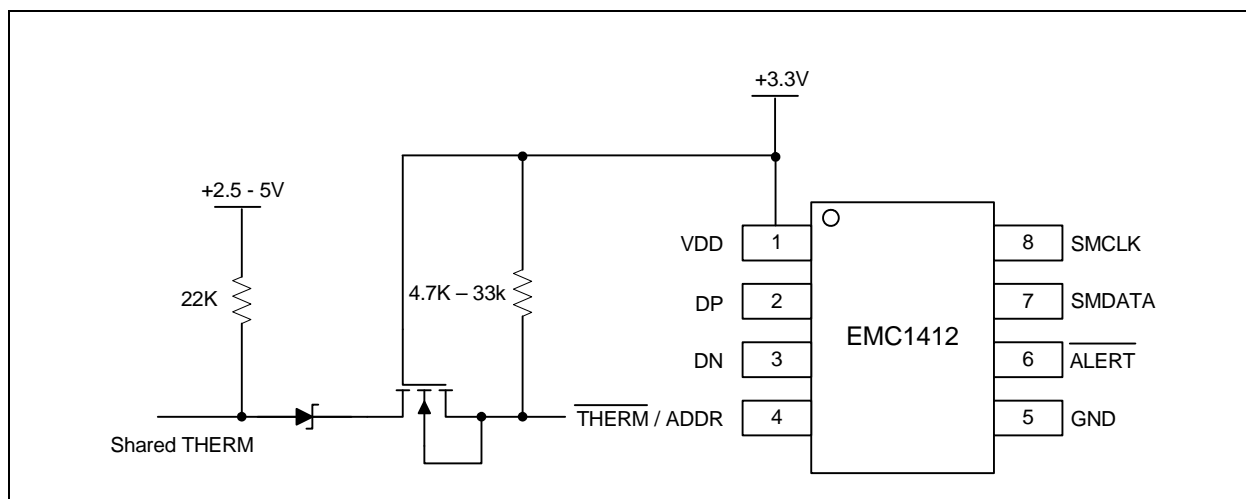 +3.3V
+2.5 - 5V
22K
4.7K – 33k
Shared THERM
THERM / ADDR
VDD
DP
DN
1
2
3
4
EMC1412
8
7
6
5
SMCLK
SMDATA
ALERT
GND